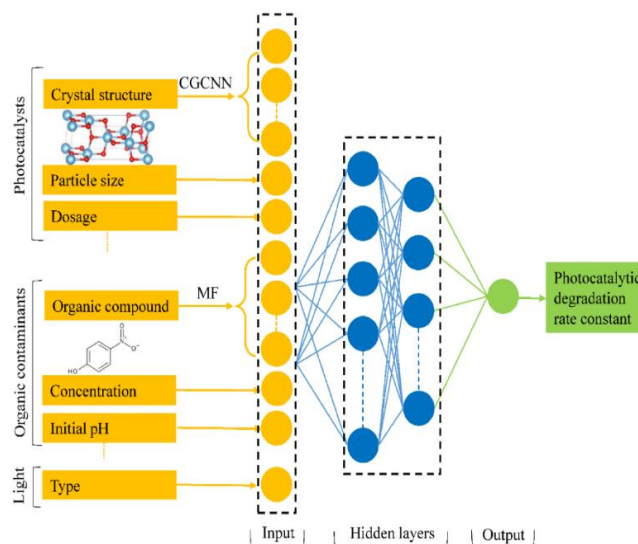 Photocatalysts
Crystal structure
CGCNN
Particle size
Dosage
Organic contaminants
Organic compound
MF
HO
N
O
O⁻
Concentration
Initial pH
Light
Type
Photocatalytic
degradation
rate constant
Input
Hidden layers
Output